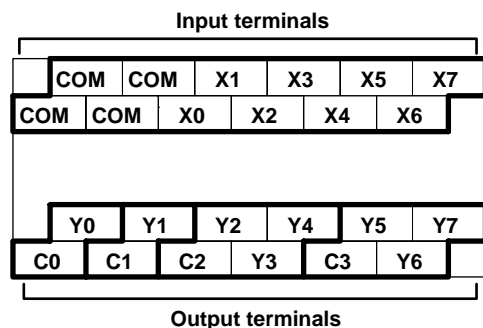 Input terminals
COM COM X1 X3 X5 X7
COM COM X0 X2 X4 X6
Y0 Y1 Y2 Y4 Y5 Y7
C0 C1 C2 Y3 C3 Y6
Output terminals